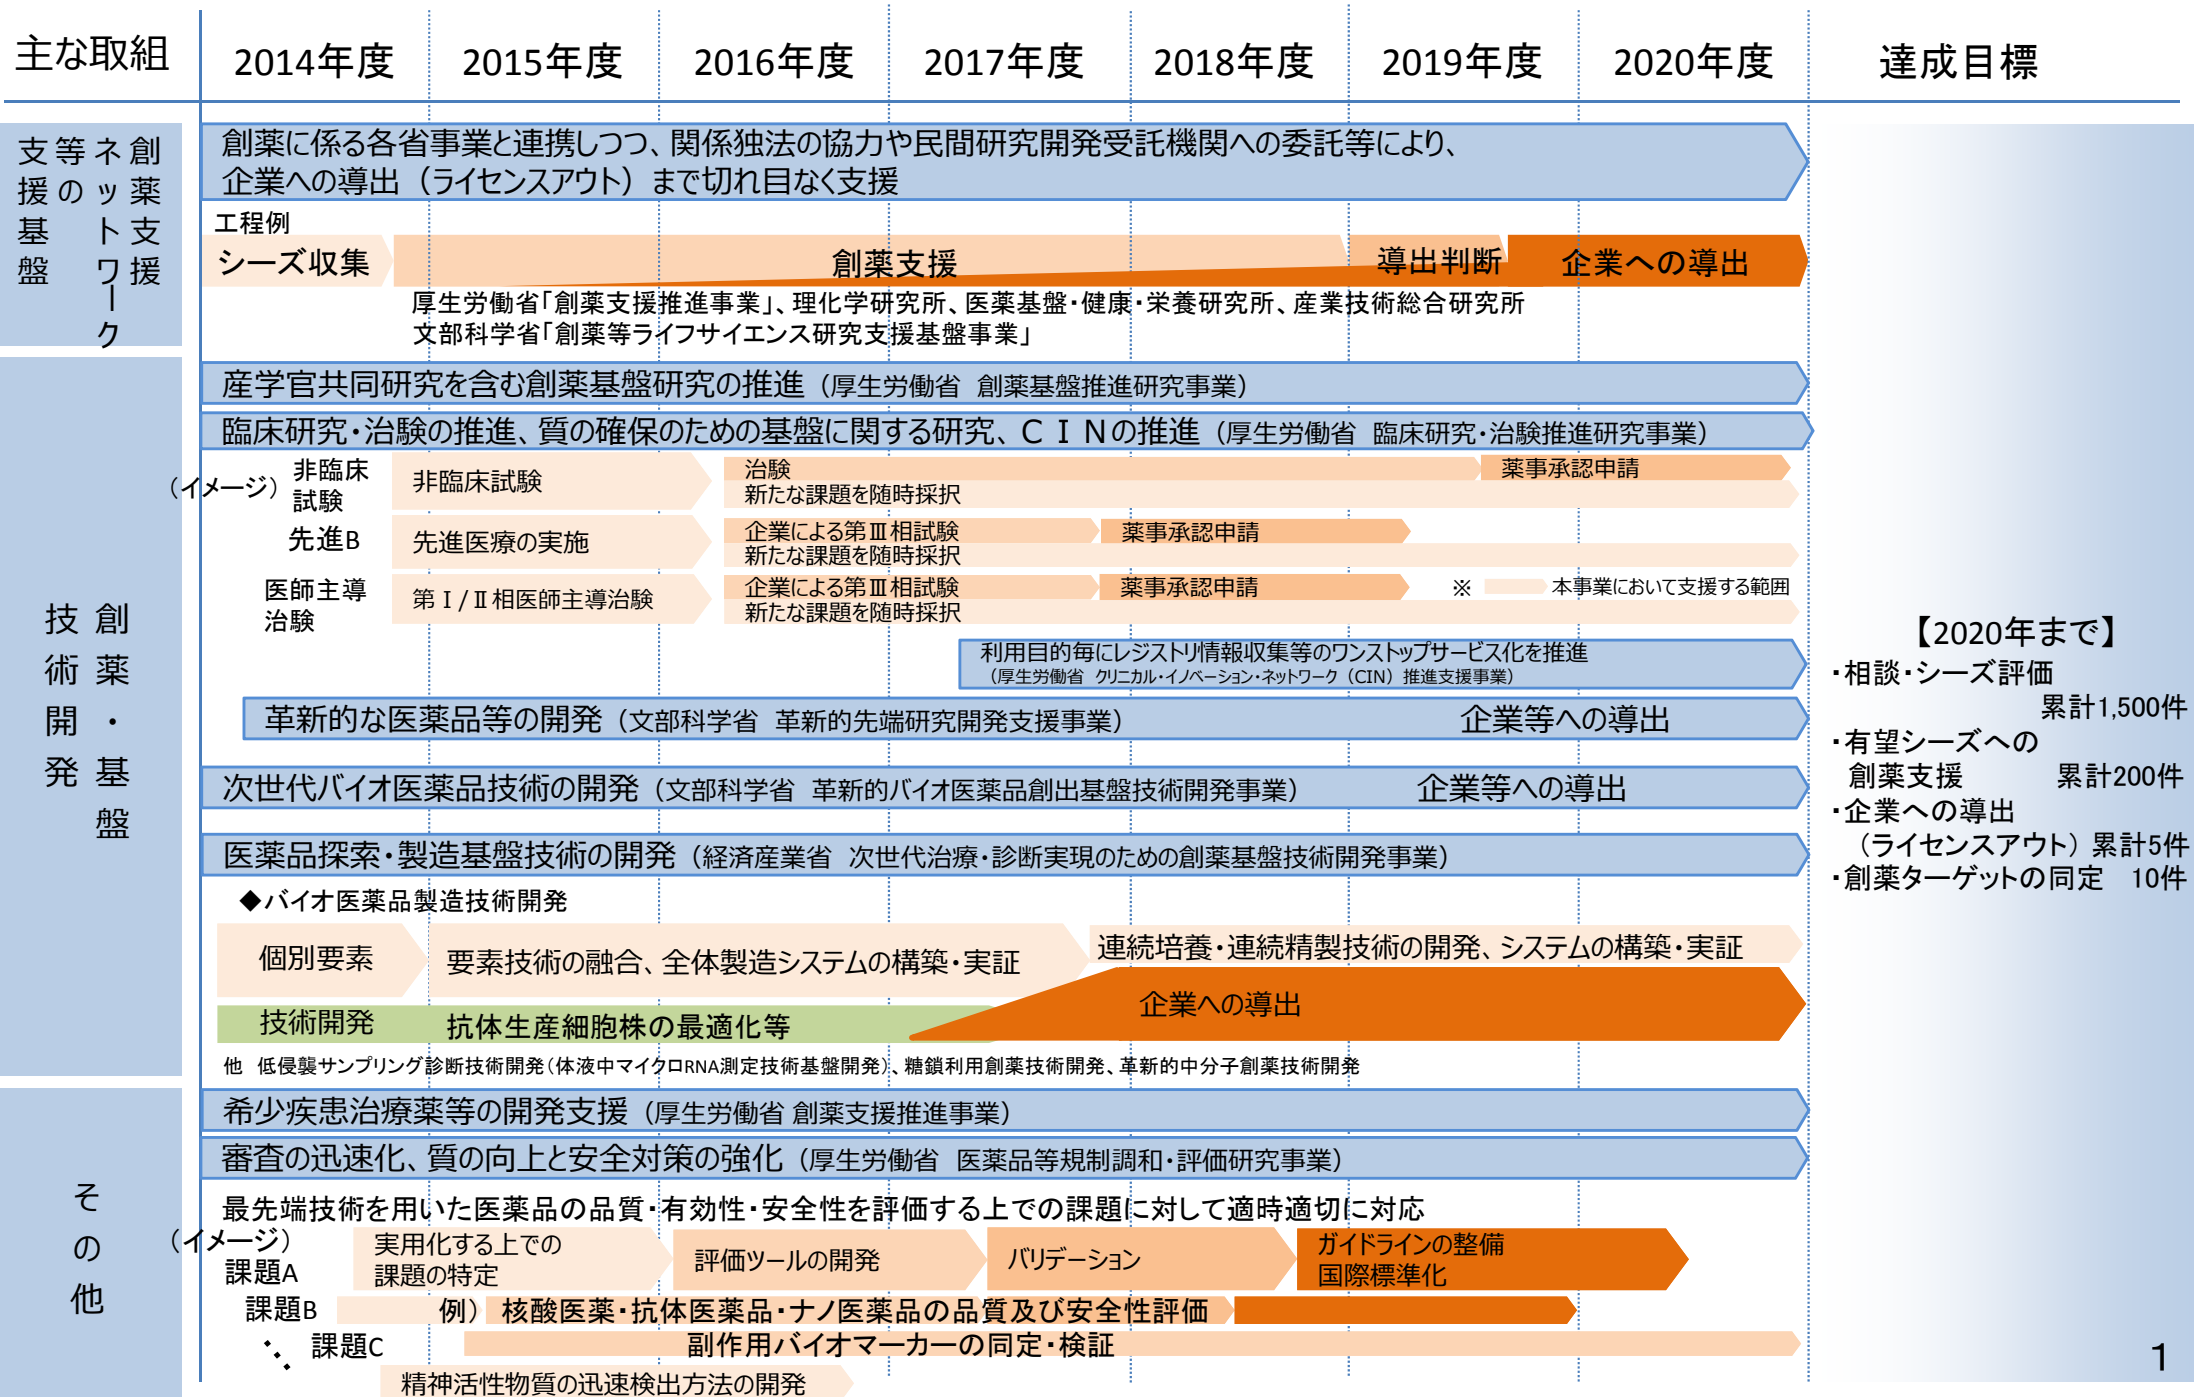 主な取組
2014年度
2015年度
2016年度
2017年度
2018年度
2019年度
2020年度
達成目標
創薬支援
ネットワーク
等の
支援基盤
創薬に係る各省事業と連携しつつ、関係独法の協力や民間研究開発受託機関への委託等により、
企業への導出（ライセンスアウト）まで切れ目なく支援
工程例
シーズ収集
創薬支援
導出判断
企業への導出
厚生労働省「創薬支援推進事業」、理化学研究所、医薬基盤・健康・栄養研究所、産業技術総合研究所
文部科学省「創薬等ライフサイエンス研究支援基盤事業」
創薬・基盤
技術開発
産学官共同研究を含む創薬基盤研究の推進（厚生労働省　創薬基盤推進研究事業）
臨床研究・治験の推進、質の確保のための基盤に関する研究、ＣＩＮの推進（厚生労働省　臨床研究・治験推進研究事業）
（イメージ）
非臨床
試験
非臨床試験
治験
薬事承認申請
新たな課題を随時採択
先進B
先進医療の実施
企業による第Ⅲ相試験
薬事承認申請
新たな課題を随時採択
医師主導
治験
第Ⅰ/Ⅱ相医師主導治験
企業による第Ⅲ相試験
薬事承認申請
※　本事業において支援する範囲
新たな課題を随時採択
利用目的毎にレジストリ情報収集等のワンストップサービス化を推進
（厚生労働省　クリニカル・イノベーション・ネットワーク（CIN）推進支援事業）
革新的な医薬品等の開発（文部科学省　革新的先端研究開発支援事業）
企業等への導出
次世代バイオ医薬品技術の開発（文部科学省　革新的バイオ医薬品創出基盤技術開発事業）
企業等への導出
医薬品探索・製造基盤技術の開発（経済産業省　次世代治療・診断実現のための創薬基盤技術開発事業）
◆バイオ医薬品製造技術開発
個別要素
要素技術の融合、全体製造システムの構築・実証
連続培養・連続精製技術の開発、システムの構築・実証
企業への導出
技術開発
抗体生産細胞株の最適化等
他　低侵襲サンプリング診断技術開発（体液中マイクロRNA測定技術基盤開発）、糖鎖利用創薬技術開発、革新的中分子創薬技術開発
その他
希少疾患治療薬等の開発支援（厚生労働省 創薬支援推進事業）
審査の迅速化、質の向上と安全対策の強化（厚生労働省　医薬品等規制調和・評価研究事業）
最先端技術を用いた医薬品の品質・有効性・安全性を評価する上での課題に対して適時適切に対応
（イメージ）
課題A
実用化する上での
課題の特定
評価ツールの開発
バリデーション
ガイドラインの整備
国際標準化
課題B
例）核酸医薬・抗体医薬品・ナノ医薬品の品質及び安全性評価
課題C
副作用バイオマーカーの同定・検証
精神活性物質の迅速検出方法の開発
【2020年まで】
・相談・シーズ評価
累計1,500件
・有望シーズへの
創薬支援　累計200件
・企業への導出
（ライセンスアウト）累計5件
・創薬ターゲットの同定　10件
1